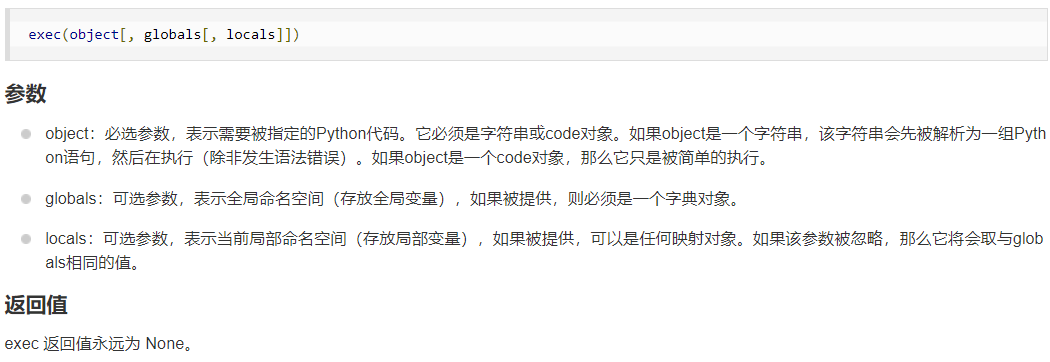 exec(object[, globals[, locals]])
参数
object：必选参数，表示需要被指定的Python代码。它必须是字符串或code对象。如果object是一个字符串，该字符串会先被解析为一组Pyth
on语句，然后在执行（除非发生语法错误）。如果object是一个code对象，那么它只是被简单的执行。
globals：可选参数，表示全局命名空间（存放全局变量），如果被提供，则必须是一个字典对象。
locals：可选参数，表示当前局部命名空间（存放局部变量），如果被提供，可以是任何映射对象。如果该参数被忽略，那么它将会取与glob
als相同的值。
返回值
exec 返回值永远为 None。